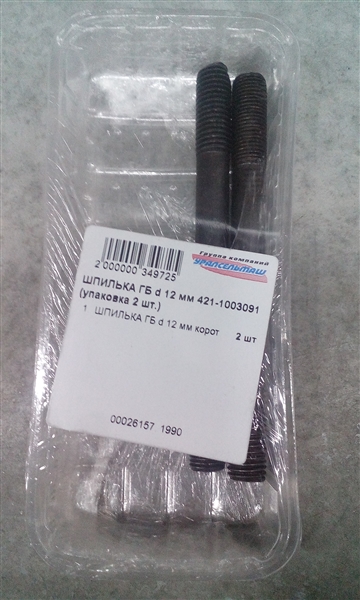 Группа компаний
УРАЛСЕЛЬМАШ
2 000000 349725
ШПИЛЬКА ГБ d 12 мм 421-1003091
(упаковка 2 шт.)
1 ШПИЛЬКА ГБ d 12 мм корот 2 шт
00026157 1990